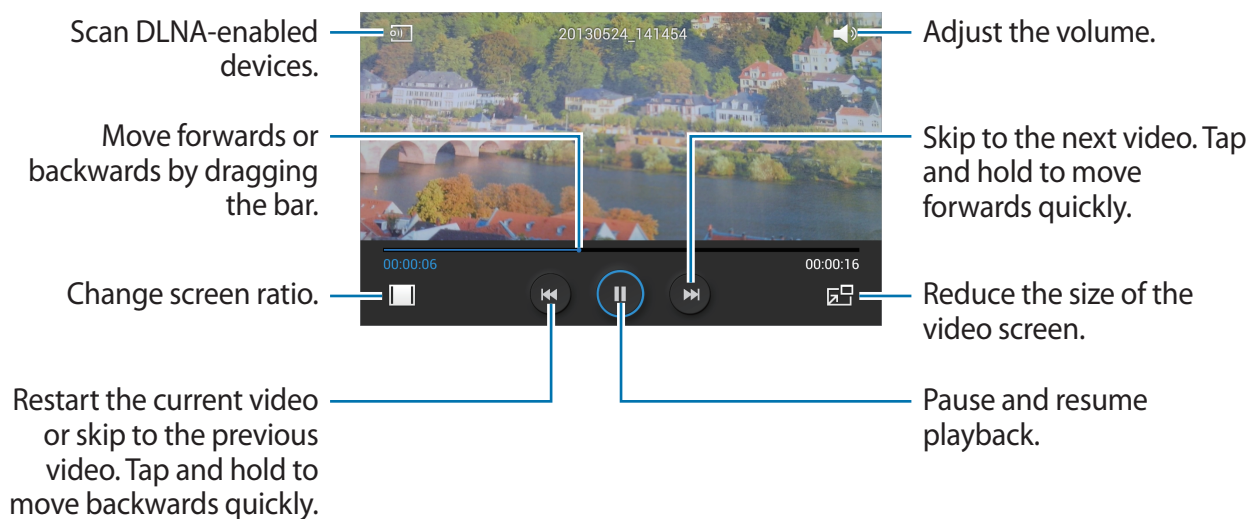 Scan DLNA-enabled
devices.
20130524_141454
Adjust the volume.
Move forwards or
backwards by dragging
the bar.
Skip to the next video. Tap
and hold to move
forwards quickly.
00:00:06
00:00:16
Change screen ratio.
Reduce the size of the
video screen.
Restart the current video
or skip to the previous
video. Tap and hold to
move backwards quickly.
Pause and resume
playback.